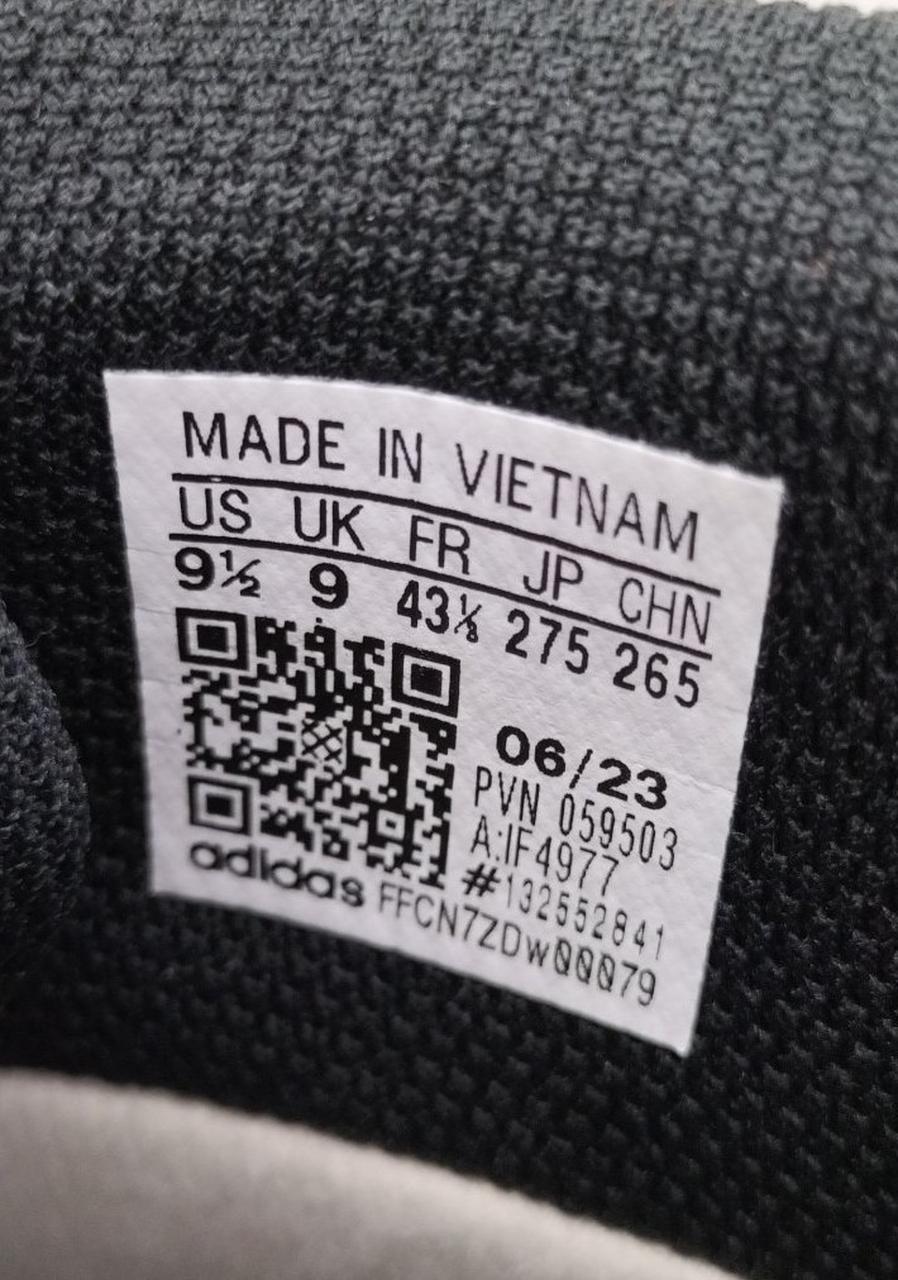 MADE IN VIETNAM
US UK FR JP CHN
9½ 9 43⅓ 275 265
06/23
PVN 059503
A:IF4977
#132552841
adidas FFCN7ZDw00079